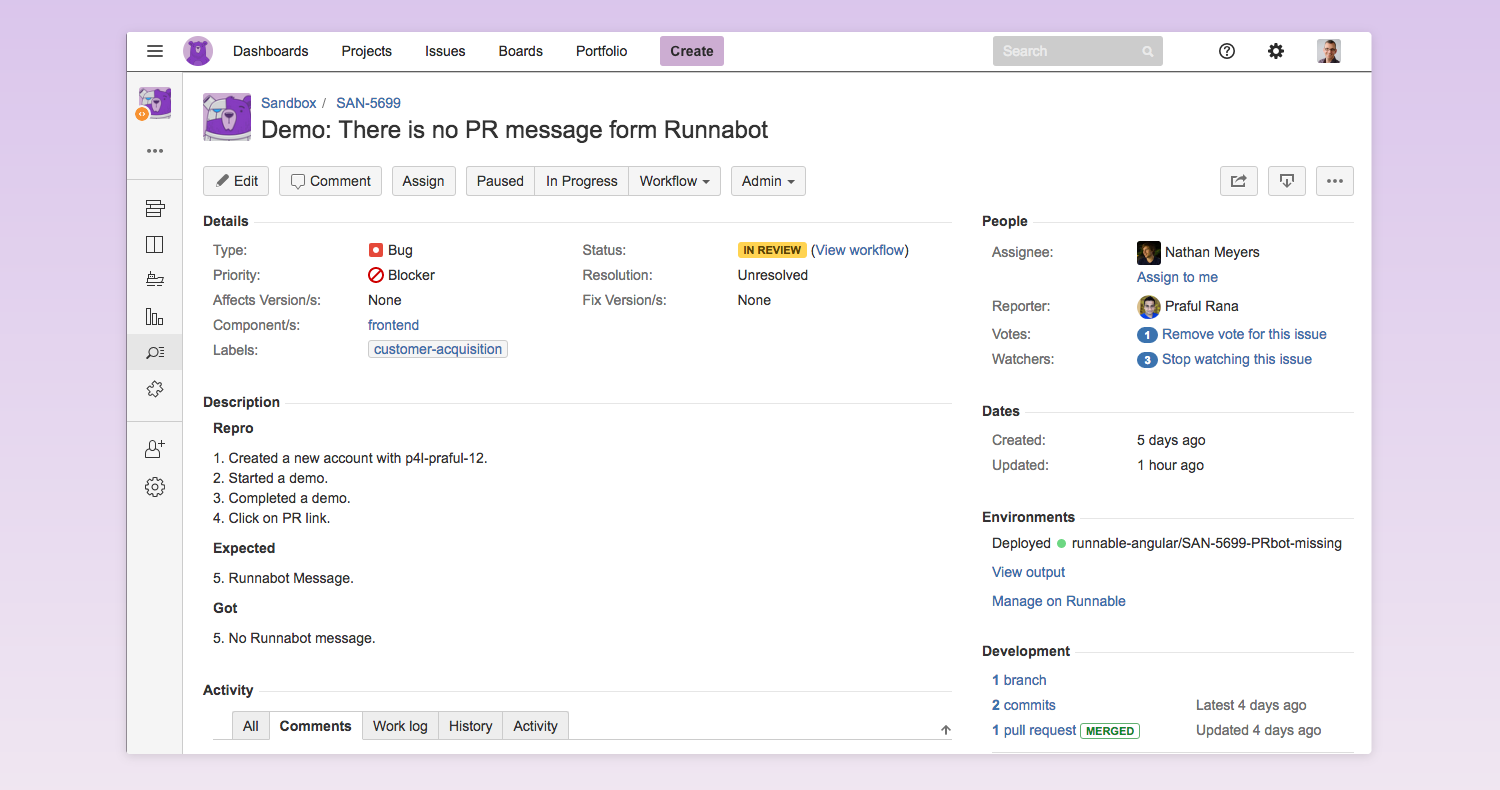 Dashboards Projects Issues Boards Portfolio Create Search
Sandbox / SAN-5699
Demo: There is no PR message form Runnabot
Edit Comment Assign Paused In Progress Workflow Admin
Details
Type: Bug Status: IN REVIEW (View workflow)
Priority: Blocker Resolution: Unresolved
Affects Version/s: None Fix Version/s: None
Component/s: frontend
Labels: customer-acquisition
Description
Repro
1. Created a new account with p4l-praful-12.
2. Started a demo.
3. Completed a demo.
4. Click on PR link.
Expected
5. Runnabot Message.
Got
5. No Runnabot message.
Activity
All Comments Work log History Activity
People
Assignee: Nathan Meyers
Assign to me
Reporter: Praful Rana
Votes: 1 Remove vote for this issue
Watchers: 3 Stop watching this issue
Dates
Created: 5 days ago
Updated: 1 hour ago
Environments
Deployed runnable-angular/SAN-5699-PRbot-missing
View output
Manage on Runnable
Development
1 branch
2 commits Latest 4 days ago
1 pull request MERGED Updated 4 days ago